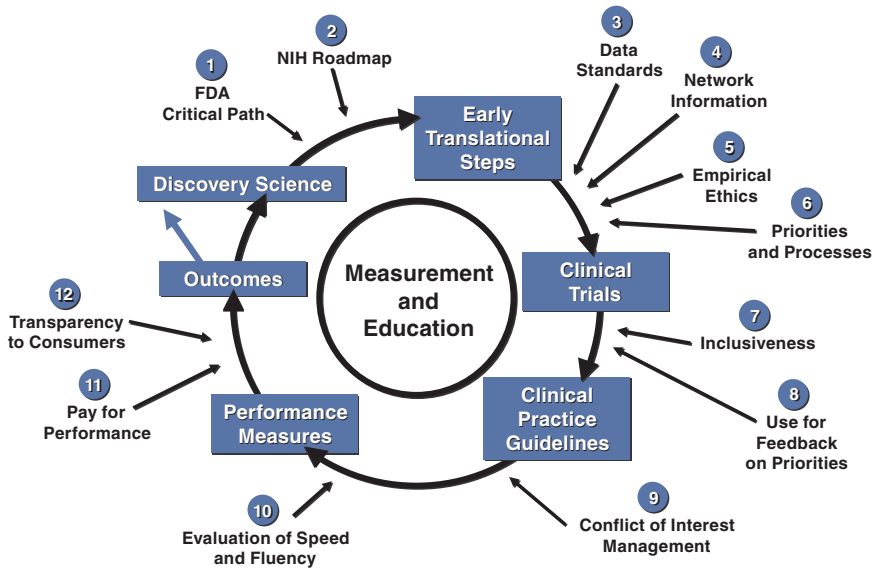 1
FDA
Critical Path
2
NIH Roadmap
3
Data
Standards
4
Network
Information
5
Empirical
Ethics
6
Priorities
and Processes
7
Inclusiveness
8
Use for
Feedback
on Priorities
9
Conflict of Interest
Management
10
Evaluation of Speed
and Fluency
11
Pay for
Performance
12
Transparency
to Consumers
Early
Translational
Steps
Clinical
Trials
Clinical
Practice
Guidelines
Performance
Measures
Outcomes
Discovery Science
Measurement
and
Education